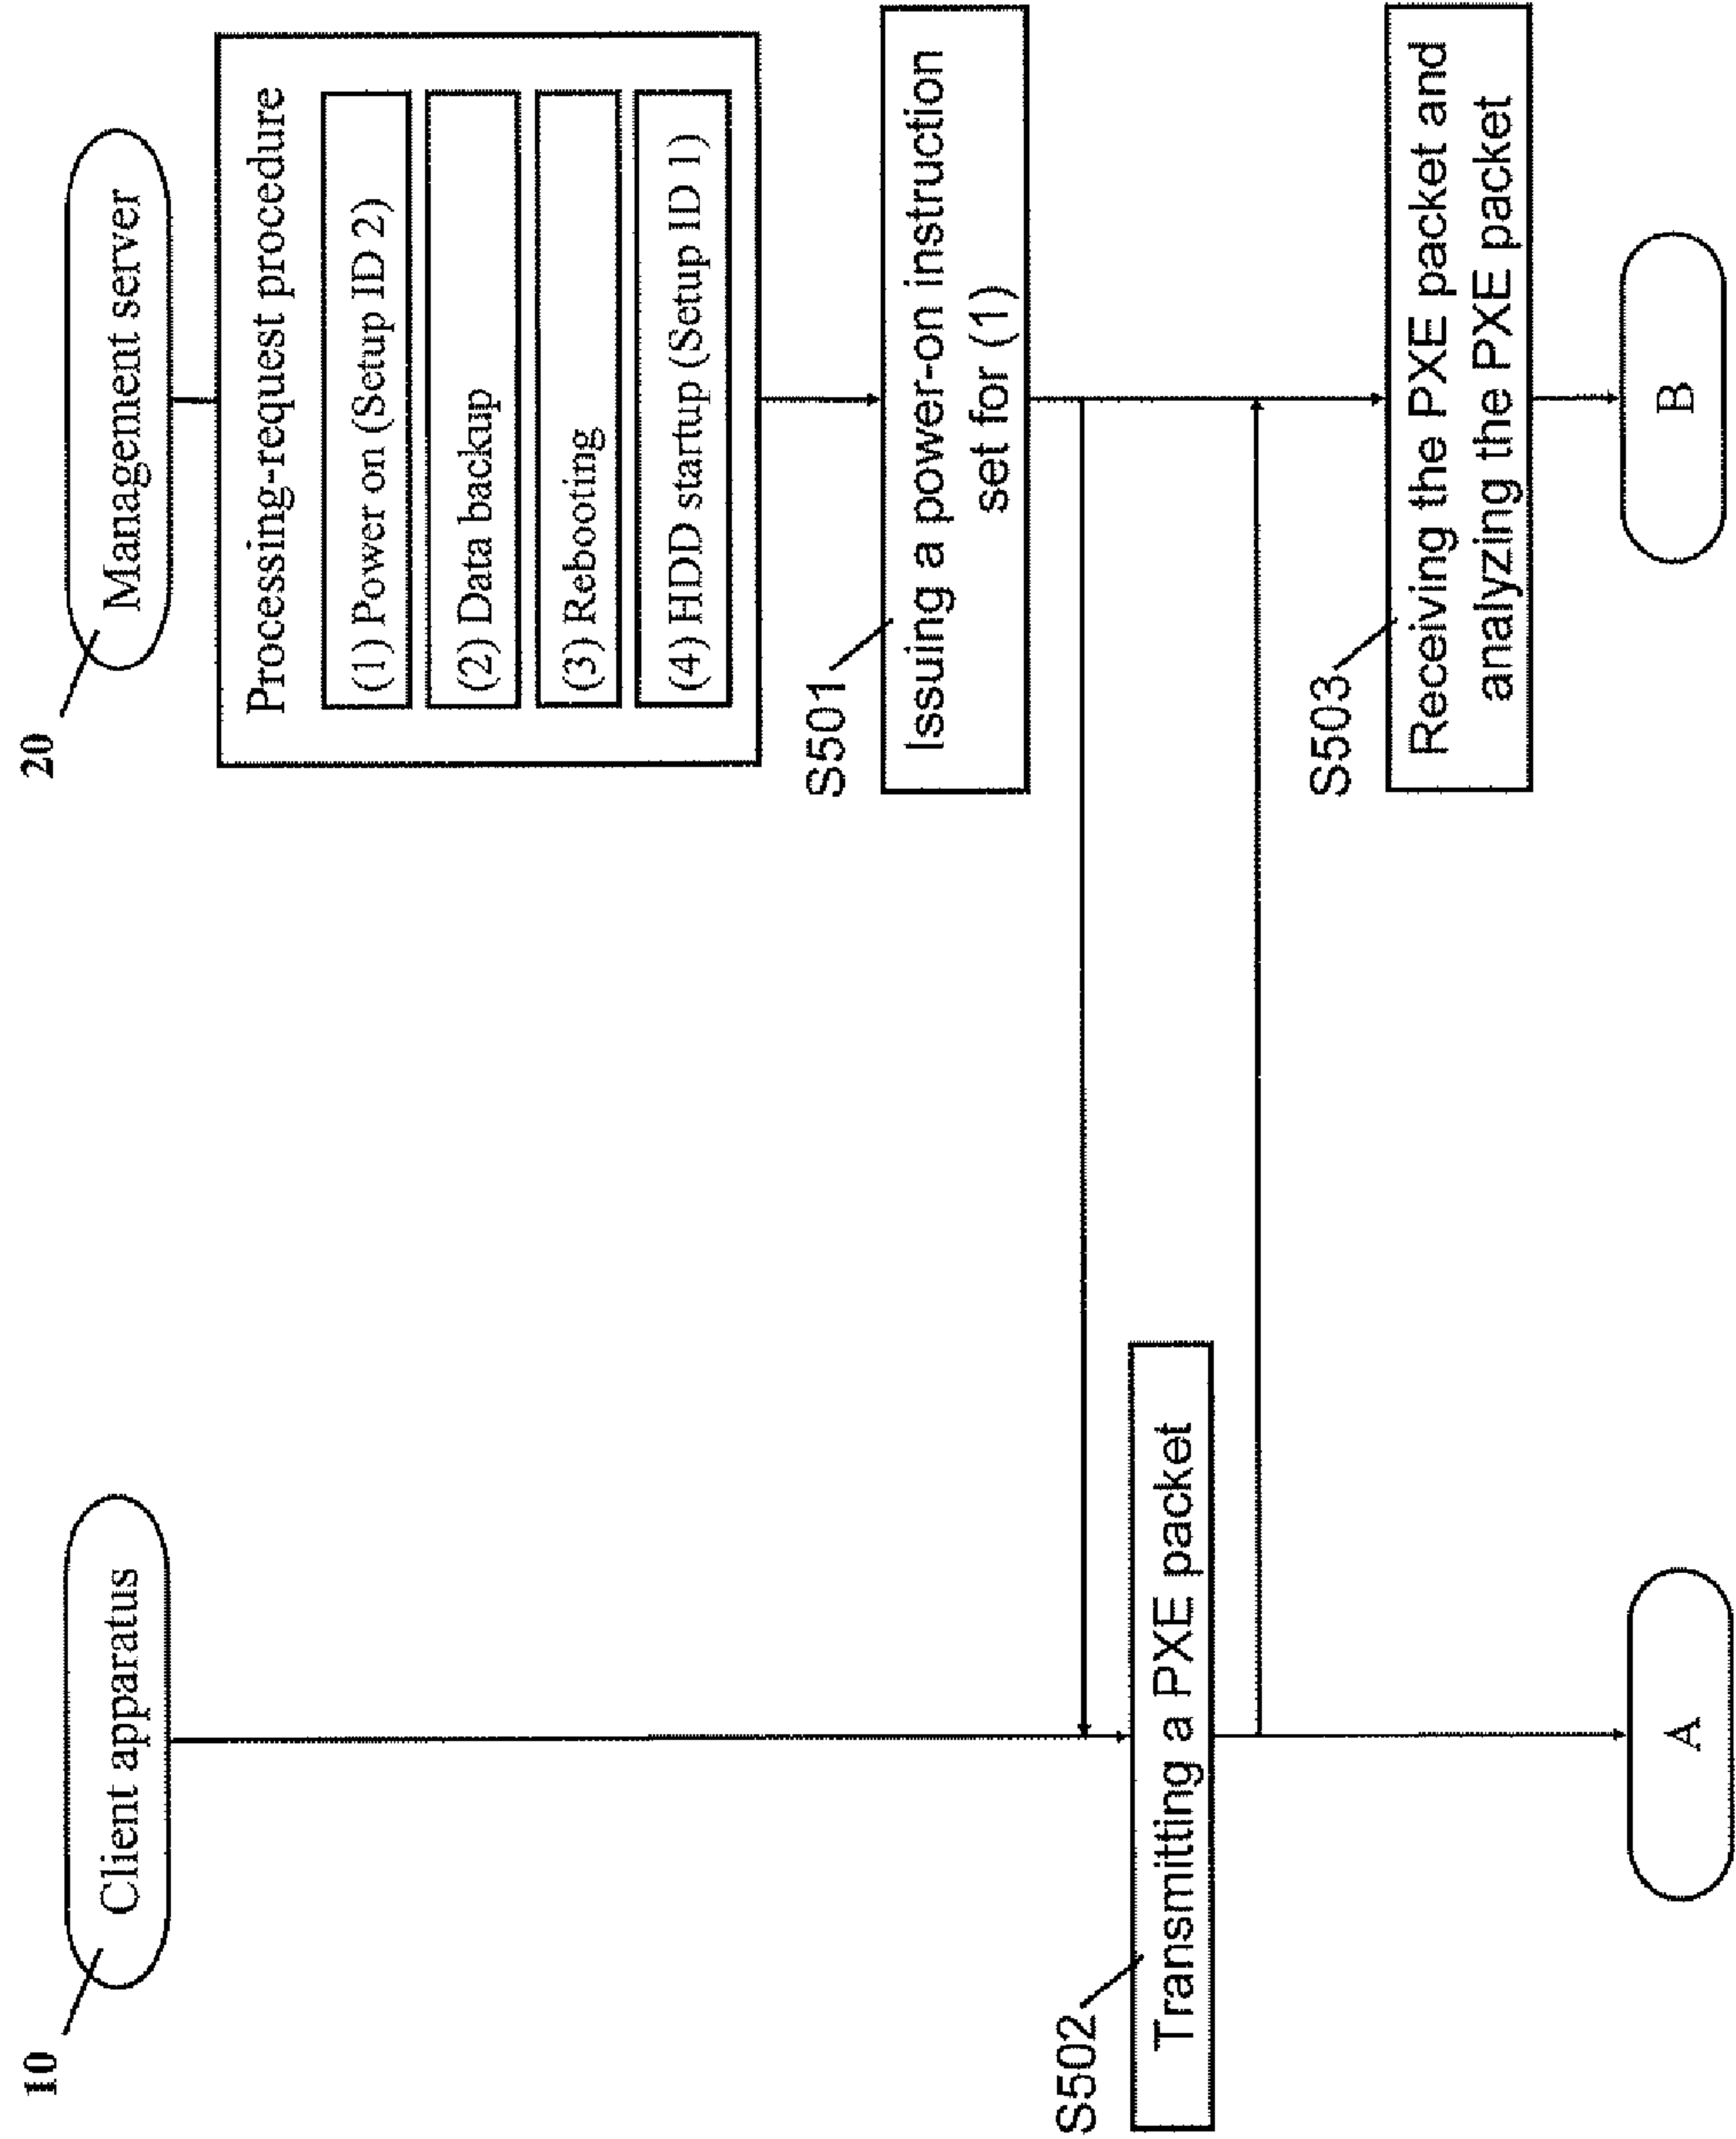 10
Client apparatus
20
Management server
Processing-request procedure
(1) Power on (Setup ID 2)
(2) Data backup
(3) Rebooting
(4) HDD startup (Setup ID 1)
S501
Issuing a power-on instruction
set for (1)
S502
Transmitting a PXE packet
S503
Receiving the PXE packet and
analyzing the PXE packet
A
B